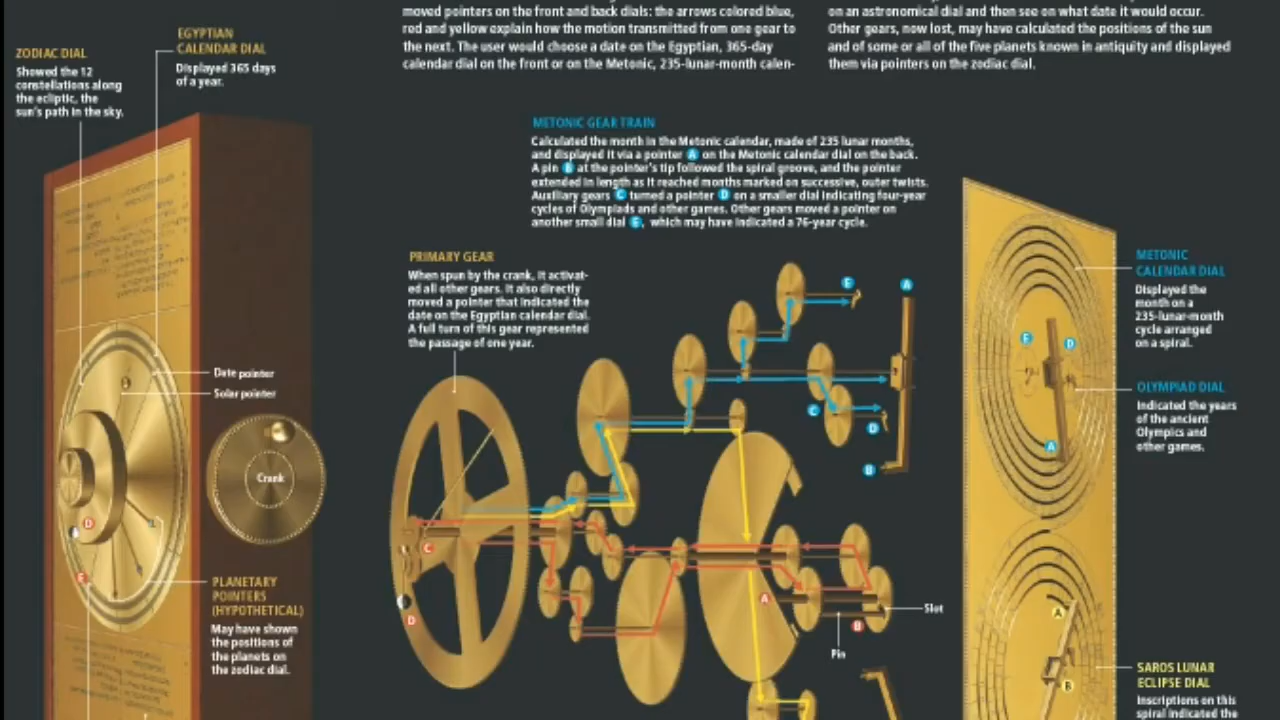 moved pointers on the front and back dials: the arrows colored blue,
red and yellow explain how the motion transmitted from one gear to
the next. The user would choose a date on the Egyptian, 365-day
calendar dial on the front or on the Metonic, 235-lunar-month calen-
on an astronomical dial and then see on what date it would occur.
Other gears, now lost, may have calculated the positions of the sun
and of some or all of the five planets known in antiquity and displayed
them via pointers on the zodiac dial.
ZODIAC DIAL
Showed the 12
constellations along
the ecliptic, the
sun's path in the sky.
EGYPTIAN
CALENDAR DIAL
Displayed 365 days
of a year.
METONIC GEAR TRAIN
Calculated the month in the Metonic calendar, made of 235 lunar months,
and displayed it via a pointer A on the Metonic calendar dial on the back.
A pin B at the pointer's tip followed the spiral groove, and the pointer
extended in length as it reached months marked on successive, outer twists.
Auxiliary gears C turned a pointer D on a smaller dial indicating four-year
cycles of Olympiads and other games. Other gears moved a pointer on
another small dial E, which may have indicated a 76-year cycle.
PRIMARY GEAR
When spun by the crank, it activat-
ed all other gears. It also directly
moved a pointer that indicated the
date on the Egyptian calendar dial.
A full turn of this gear represented
the passage of one year.
Date pointer
Solar pointer
Crank
D
E
PLANETARY
POINTERS
(HYPOTHETICAL)
May have shown
the positions of
the planets on
the zodiac dial.
E
A
C
D
B
C
D
A
B
Slot
Pin
METONIC
CALENDAR DIAL
Displayed the
month on a
235-lunar-month
cycle arranged
on a spiral.
E
D
A
OLYMPIAD DIAL
Indicated the years
of the ancient
Olympics and
other games.
A
B
SAROS LUNAR
ECLIPSE DIAL
Inscriptions on this
spiral indicated the